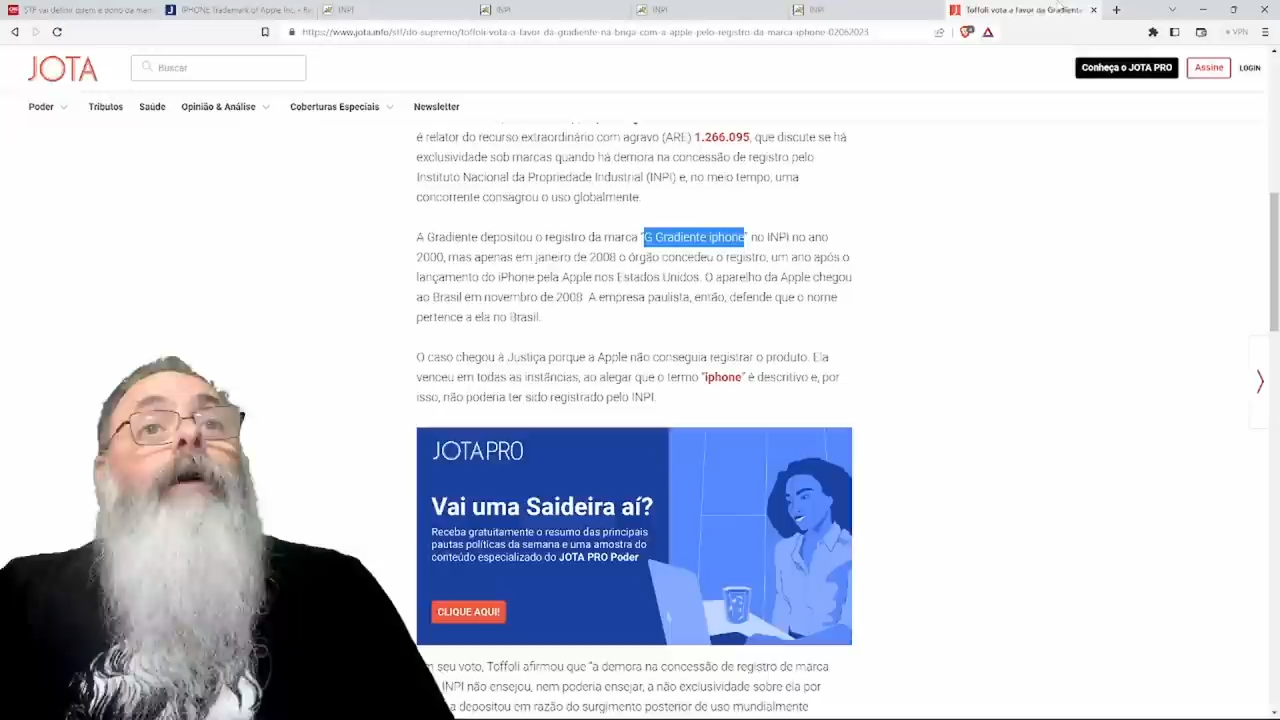 STF vai definir quem é dono da marc
IPHONE Trademark of Apple Inc. - Re
INPI
INPI
INPI
INPI
Toffoli vota a favor da Gradiente
https://www.jota.info/stf/do-supremo/toffoli-vota-a-favor-da-gradiente-na-briga-com-a-apple-pelo-registro-da-marca-iphone-02062023
VPN
JOTA
Buscar
Conheça o JOTA PRO
Assine
LOGIN
Poder
Tributos
Saúde
Opinião & Análise
Coberturas Especiais
Newsletter
é relator do recurso extraordinário com agravo (ARE) 1.266.095, que discute se há
exclusividade sob marcas quando há demora na concessão de registro pelo
Instituto Nacional da Propriedade Industrial (INPI) e, no meio tempo, uma
concorrente consagrou o uso globalmente.
A Gradiente depositou o registro da marca “G Gradiente iphone” no INPI no ano
2000, mas apenas em janeiro de 2008 o órgão concedeu o registro, um ano após o
lançamento do iPhone pela Apple nos Estados Unidos. O aparelho da Apple chegou
ao Brasil em novembro de 2008. A empresa paulista, então, defende que o nome
pertence a ela no Brasil.
O caso chegou à Justiça porque a Apple não conseguia registrar o produto. Ela
venceu em todas as instâncias, ao alegar que o termo “iphone” é descritivo e, por
isso, não poderia ter sido registrado pelo INPI.
JOTAPRO
Vai uma Saideira aí?
Receba gratuitamente o resumo das principais
pautas políticas da semana e uma amostra do
conteúdo especializado do JOTA PRO Poder
CLIQUE AQUI!
seu voto, Toffoli afirmou que “a demora na concessão de registro de marca
INPI não ensejou, nem poderia ensejar, a não exclusividade sobre ela por
a depositou em razão do surgimento posterior de uso mundialmente